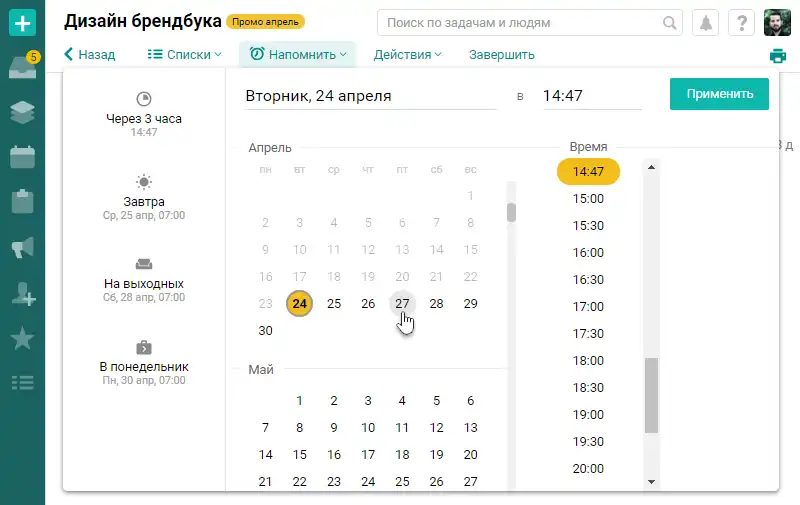 Дизайн брендбука Промо апрель Поиск по задачам и людям ?
5
Назад Списки Напомнить Действия Завершить
Через 3 часа
14:47
Завтра
Ср, 25 апр, 07:00
На выходных
Сб, 28 апр, 07:00
В понедельник
Пн, 30 апр, 07:00
Вторник, 24 апреля в 14:47 Применить
Апрель
пн вт ср чт пт сб вс
1
2 3 4 5 6 7 8
9 10 11 12 13 14 15
16 17 18 19 20 21 22
23 24 25 26 27 28 29
30
Май
1 2 3 4 5 6
7 8 9 10 11 12 13
14 15 16 17 18 19 20
21 22 23 24 25 26 27
Время
14:47
15:00
15:30
16:00
16:30
17:00
17:30
18:00
18:30
19:00
19:30
20:00